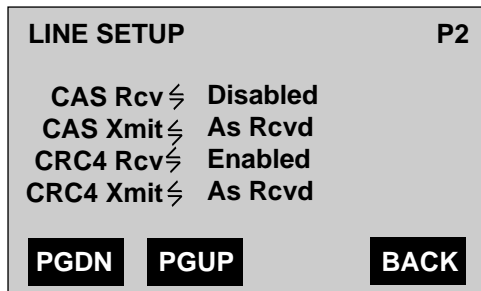 LINE SETUP P2
CAS Rcv Disabled
CAS Xmit As Rcvd
CRC4 Rcv Enabled
CRC4 Xmit As Rcvd
PGDN PGUP BACK